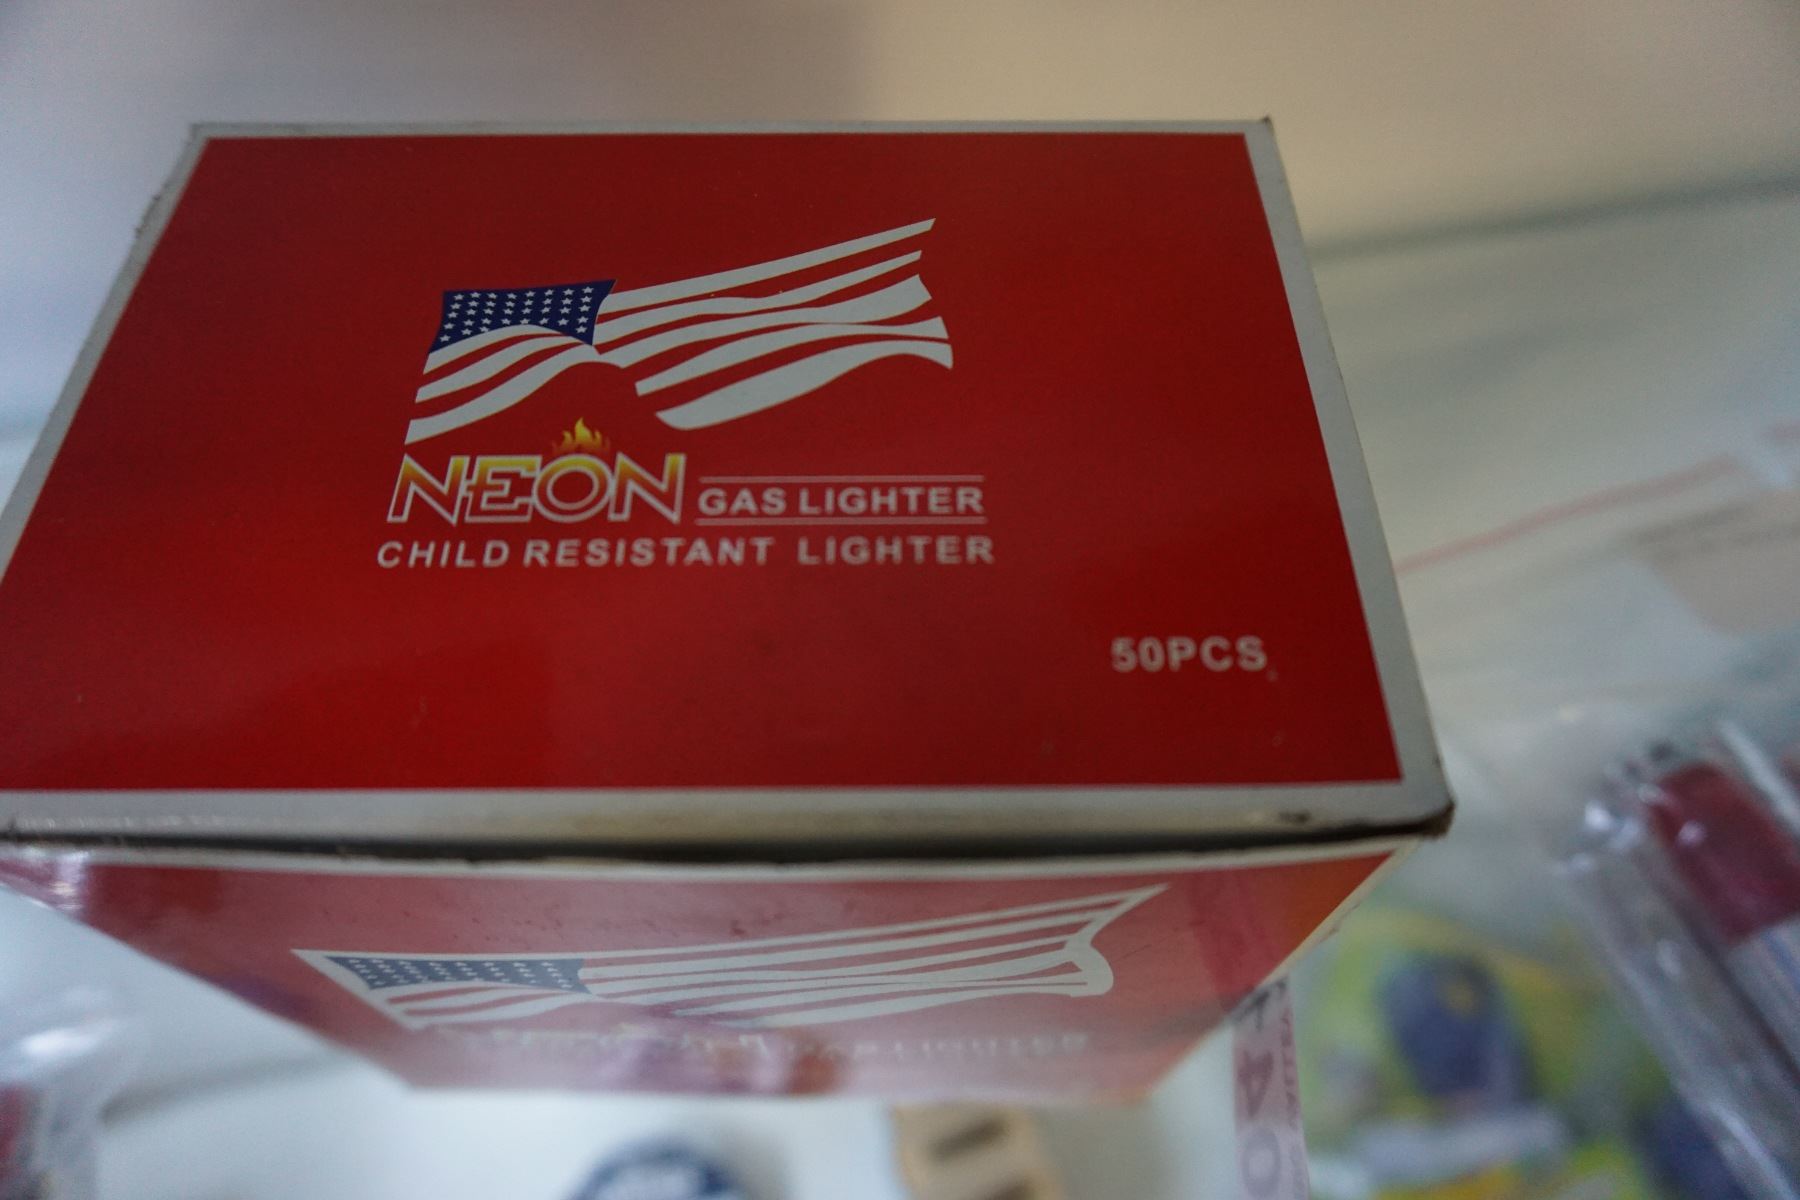 NEON GAS LIGHTER
CHILD RESISTANT LIGHTER
50PCS